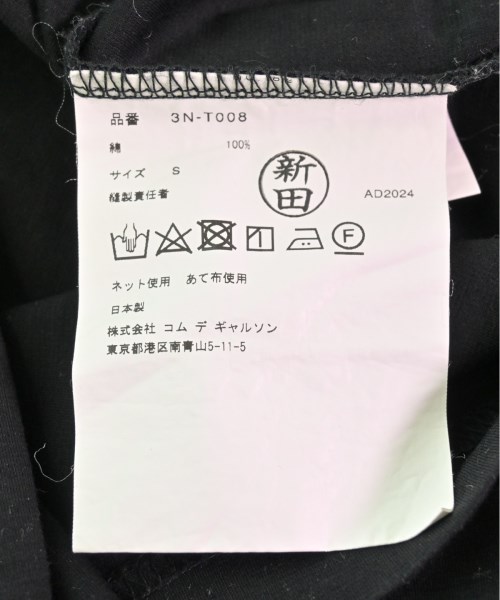 品番 3N-T008
綿 100%
サイズ S
縫製責任者 新田 AD2024
F
ネット使用 あて布使用
日本製
株式会社 コム デ ギャルソン
東京都港区南青山5-11-5